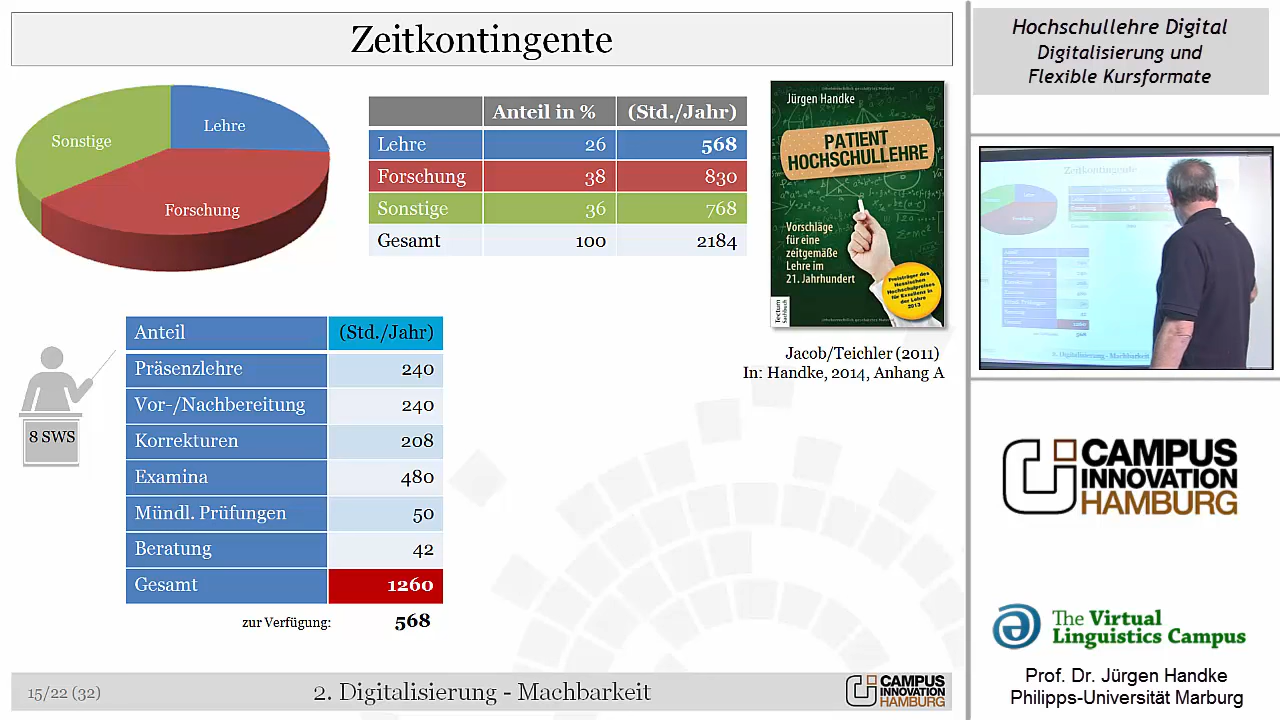 Zeitkontingente
Lehre
Sonstige
Forschung
Anteil in % (Std./Jahr)
Lehre 26 568
Forschung 38 830
Sonstige 36 768
Gesamt 100 2184
Jürgen Handke
PATIENT
HOCHSCHULLEHRE
Vorschläge
für eine
zeitgemäße
Lehre im
21. Jahrhundert
Preisträger des
Hessischen
Hochschulpreises
für Exzellenz in
der Lehre
2013
Tectum
Sachbuch
Jacob/Teichler (2011)
In: Handke, 2014, Anhang A
8 SWS
Anteil (Std./Jahr)
Präsenzlehre 240
Vor-/Nachbereitung 240
Korrekturen 208
Examina 480
Mündl. Prüfungen 50
Beratung 42
Gesamt 1260
zur Verfügung: 568
15/22 (32)
2. Digitalisierung - Machbarkeit
CAMPUS
INNOVATION
HAMBURG
Hochschullehre Digital
Digitalisierung und
Flexible Kursformate
Zeitkontingente
2. Digitalisierung - Machbarkeit
CAMPUS
INNOVATION
HAMBURG
The Virtual
Linguistics Campus
Prof. Dr. Jürgen Handke
Philipps-Universität Marburg